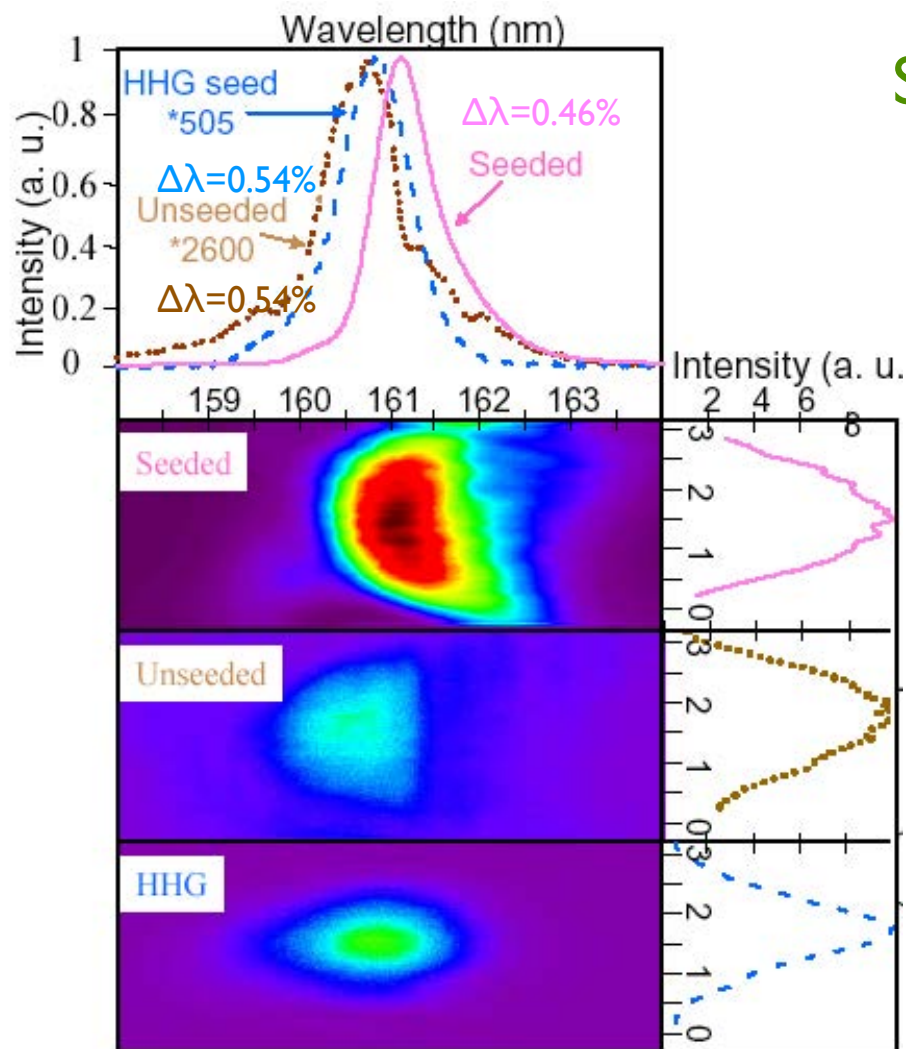 Wavelength (nm)
S
Intensity (a. u.)
1
0.8
0.6
0.4
0.2
0
HHG seed
*505
Δλ=0.54%
Unseeded
*2600
Δλ=0.54%
Δλ=0.46%
Seeded
159 160 161 162 163
Intensity (a. u.
2 4 6 8
Seeded
3
2
1
0
Unseeded
3
2
1
0
HHG
3
2
1
0